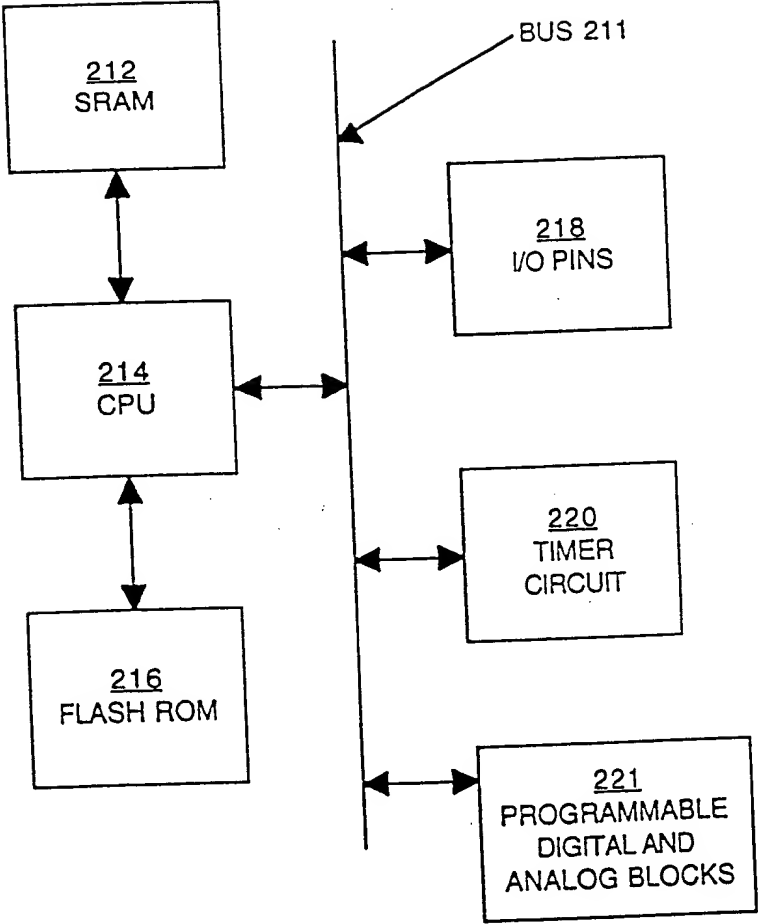 BUS 211
212
SRAM
218
I/O PINS
214
CPU
220
TIMER
CIRCUIT
216
FLASH ROM
221
PROGRAMMABLE
DIGITAL AND
ANALOG BLOCKS